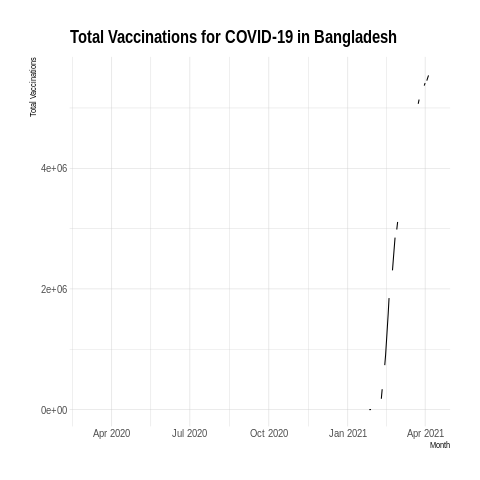 Total Vaccinations for COVID-19 in Bangladesh
Total Vaccinations
4e+06
2e+06
0e+00
Apr 2020 Jul 2020 Oct 2020 Jan 2021 Apr 2021
Month